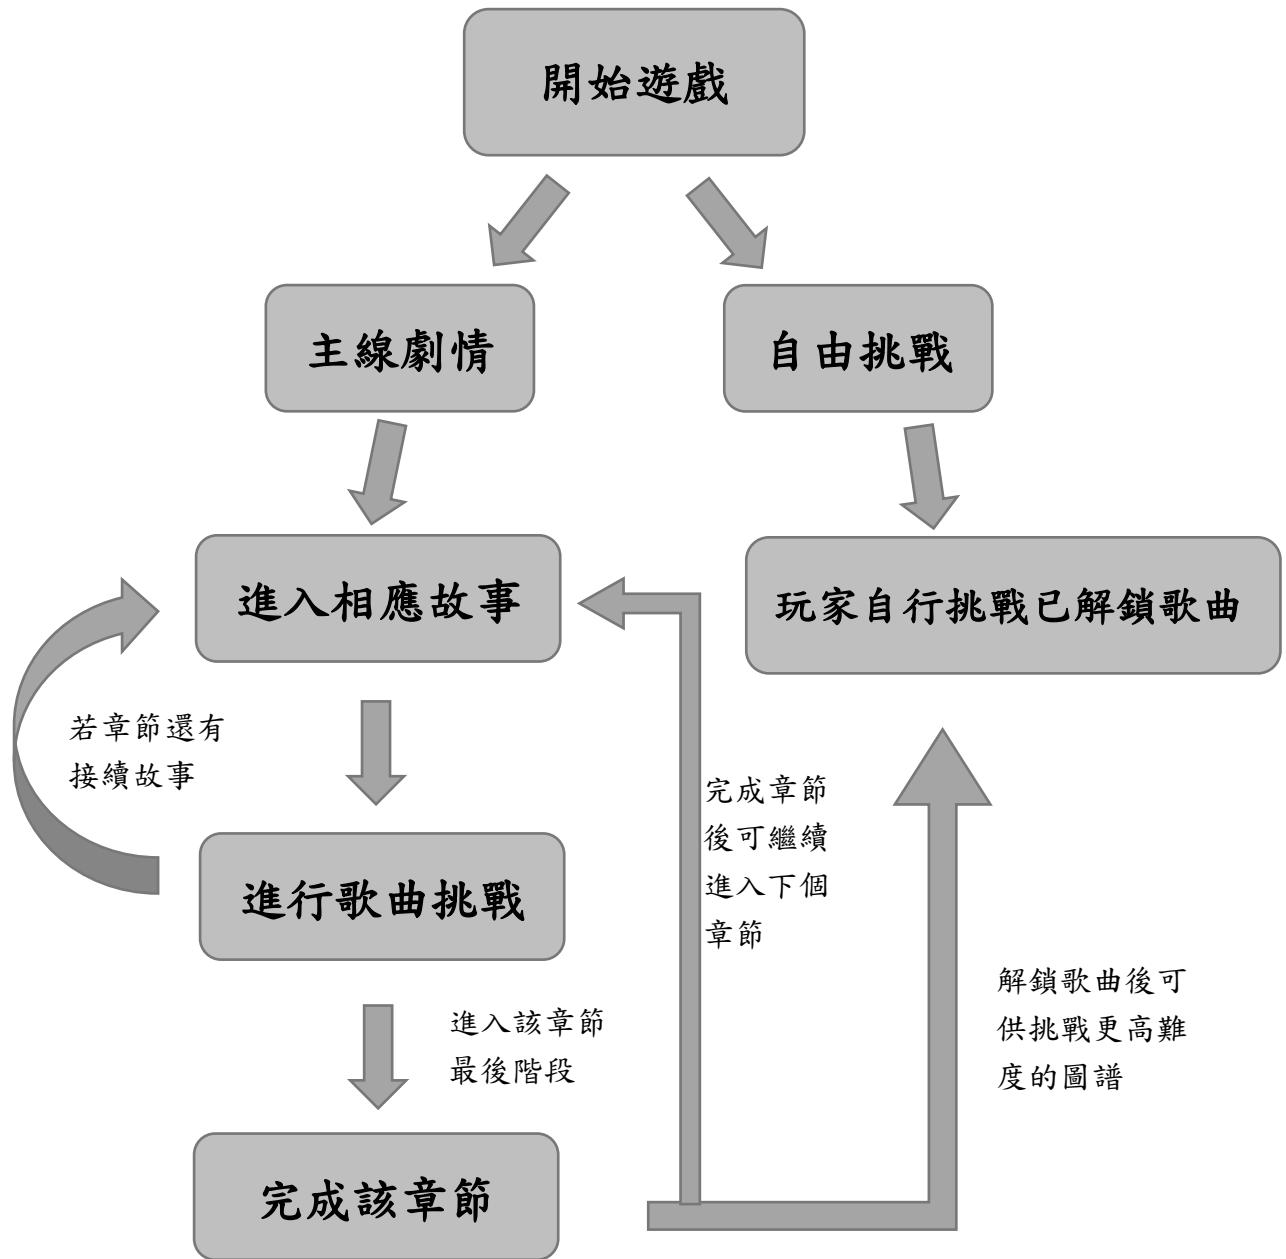 開始遊戲
主線劇情
自由挑戰
進入相應故事
玩家自行挑戰已解鎖歌曲
若章節還有
接續故事
完成章節
後可繼續
進入下個
章節
進行歌曲挑戰
解鎖歌曲後可
供挑戰更高難
度的圖譜
進入該章節
最後階段
完成該章節